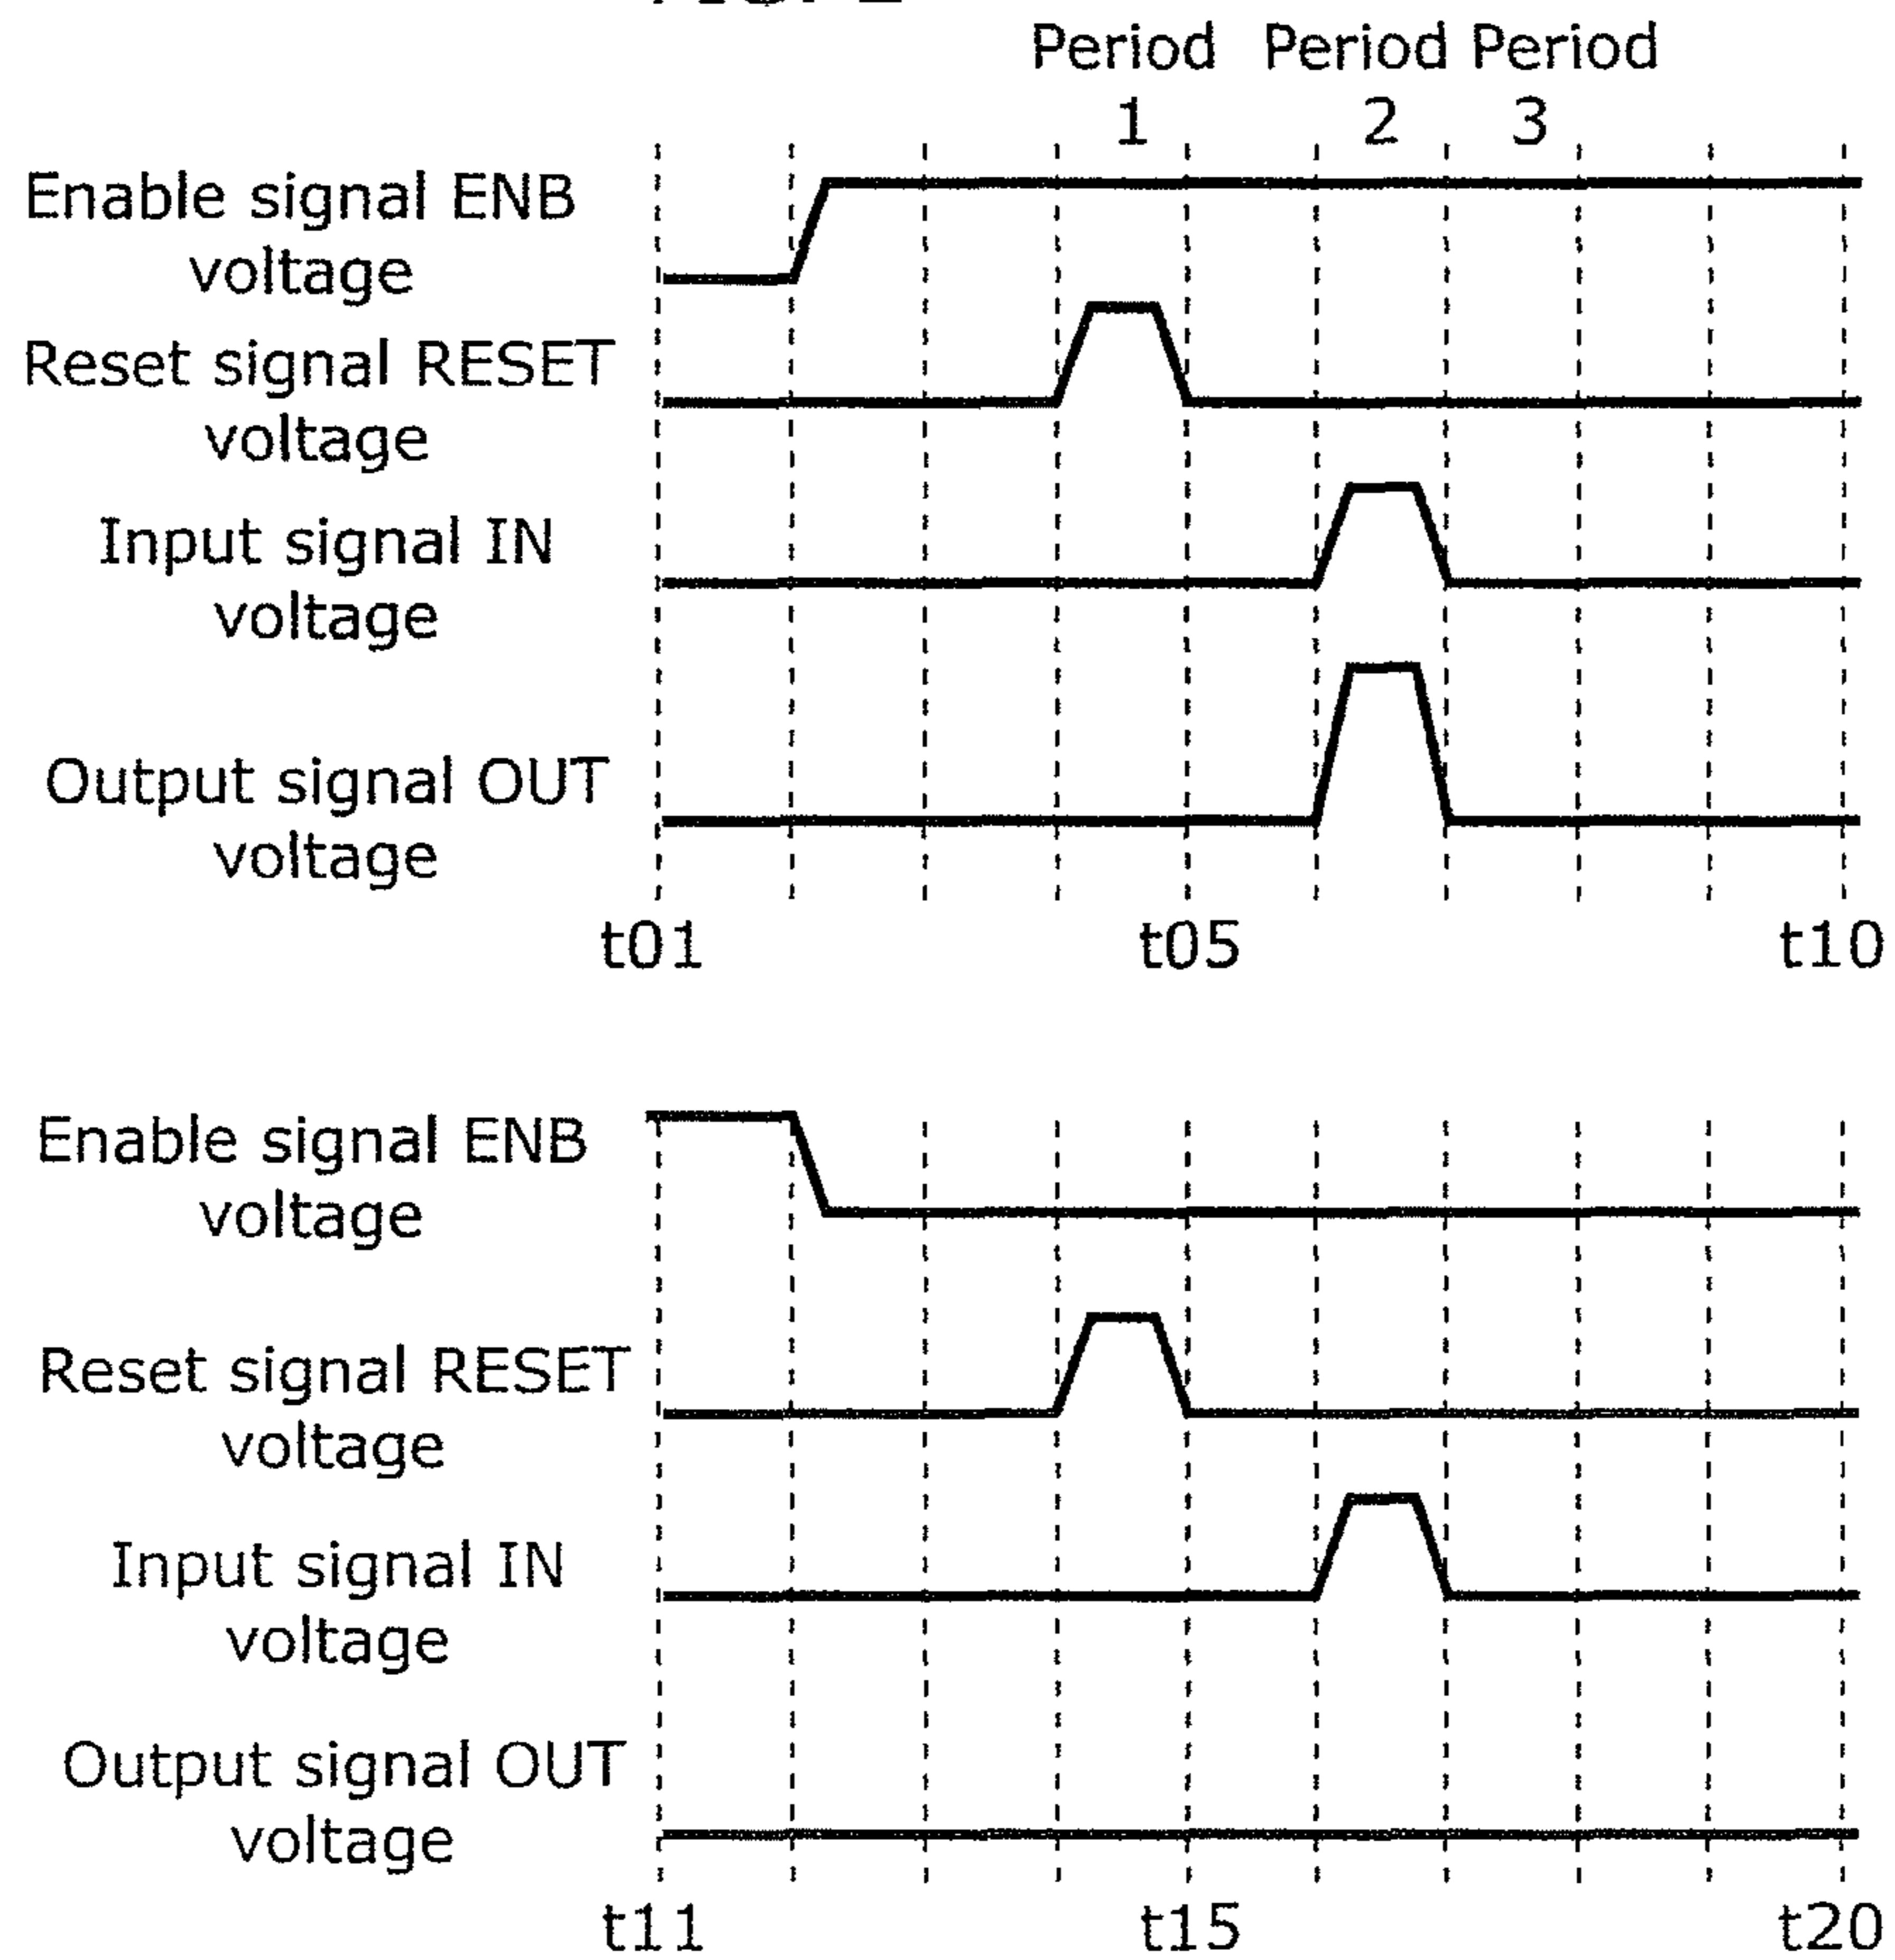 Period Period Period
1 2 3
Enable signal ENB
voltage
Reset signal RESET
voltage
Input signal IN
voltage
Output signal OUT
voltage
t01 t05 t10
Enable signal ENB
voltage
Reset signal RESET
voltage
Input signal IN
voltage
Output signal OUT
voltage
t11 t15 t20